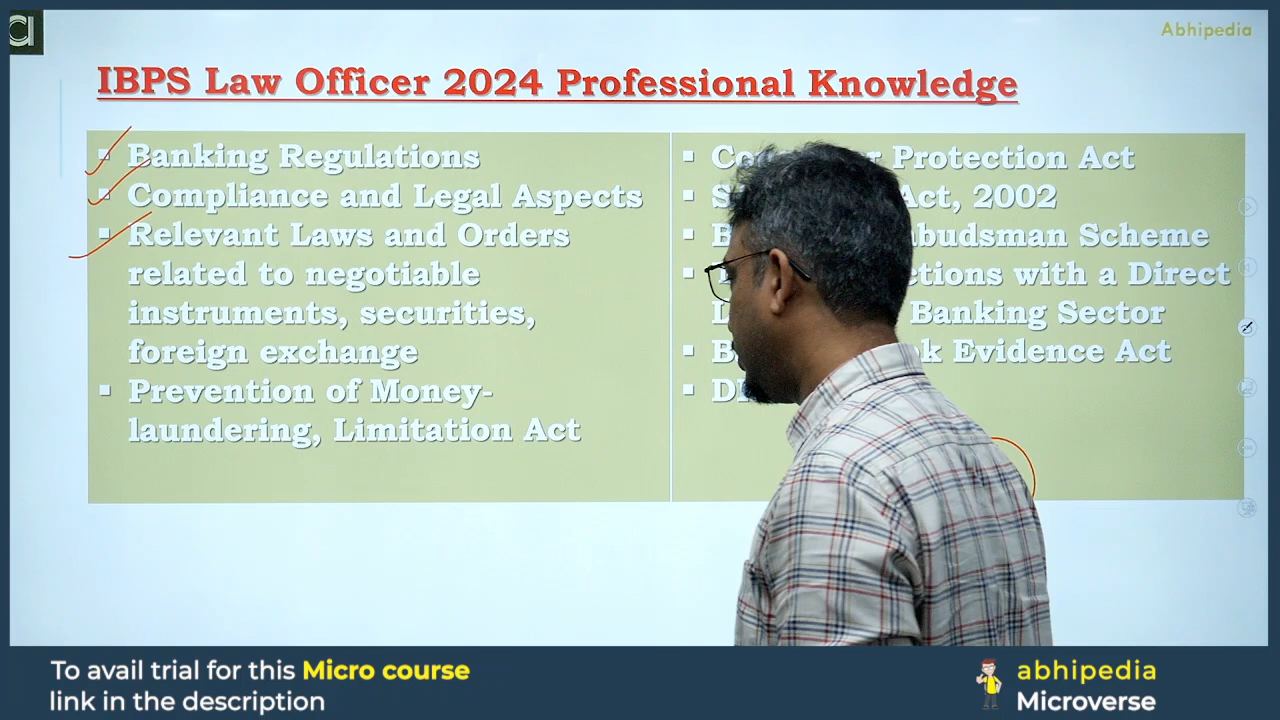 Abhipedia
IBPS Law Officer 2024 Professional Knowledge
Banking Regulations
Compliance and Legal Aspects
Relevant Laws and Orders
related to negotiable
instruments, securities,
foreign exchange
Prevention of Money-
laundering, Limitation Act
Protection Act
Act, 2002
Scheme
with a Direct
Banking Sector
Evidence Act
To avail trial for this Micro course
link in the description
abhipedia
Microverse